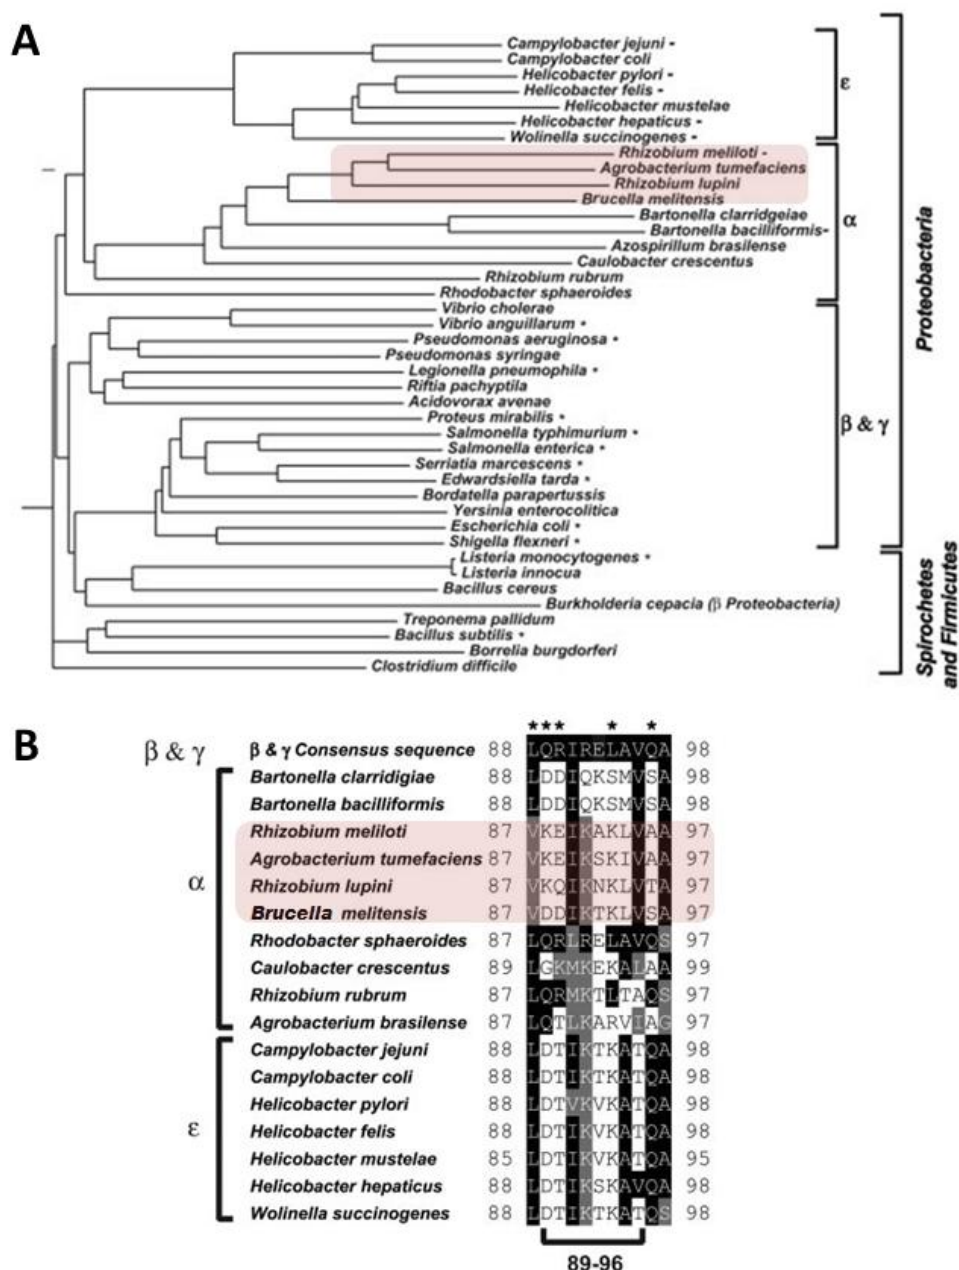 A
Campylobacter jejuni -
Campylobacter coli
Helicobacter pylori -
Helicobacter felis -
Helicobacter mustelae
Helicobacter hepaticus -
Wolinella succinogenes -
ε
Rhizobium meliloti -
Agrobacterium tumefaciens
Rhizobium lupini
Brucella melitensis
Bartonella clarridgeiae
Bartonella bacilliformis-
Azospirillum brasilense
Caulobacter crescentus
Rhizobium rubrum
Rhodobacter sphaeroides
α
Vibrio cholerae
Vibrio anguillarum *
Pseudomonas aeruginosa *
Pseudomonas syringae
Legionella pneumophila *
Riftia pachyptila
Acidovorax avenae
Proteus mirabilis *
Salmonella typhimurium *
Salmonella enterica *
Serriatia marcescens *
Edwardsiella tarda *
Bordatella parapertussis
Yersinia enterocolitica
Escherichia coli *
Shigella flexneri *
β & γ
Proteobacteria
Listeria monocytogenes *
Listeria innocua
Bacillus cereus
Burkholderia cepacia (β Proteobacteria)
Treponema pallidum
Bacillus subtilis *
Borrelia burgdorferi
Clostridium difficile
Spirochetes
and Firmicutes
B
*** * *
β & γ
β & γ Consensus sequence 88 LQRIRELAVQA 98
Bartonella clarridigiae 88 LDDIQKSMVSA 98
Bartonella bacilliformis 88 LDDIQKSMVSA 98
Rhizobium meliloti 87 VKEIKAKLVAA 97
Agrobacterium tumefaciens 87 VKEIKSKIVAA 97
Rhizobium lupini 87 VKQIKNKLVTA 97
Brucella melitensis 87 VDDIKTKLVSA 97
Rhodobacter sphaeroides 87 LQRLRELAVQS 97
Caulobacter crescentus 89 LGKMKEKALAA 99
Rhizobium rubrum 87 LQRMKTLTAQS 97
Agrobacterium brasilense 87 LQTLKARVIAG 97
α
Campylobacter jejuni 88 LDTIKTKATQA 98
Campylobacter coli 88 LDTIKTKATQA 98
Helicobacter pylori 88 LDTVKVKATQA 98
Helicobacter felis 88 LDTIKVKATQA 98
Helicobacter mustelae 85 LDTIKVKATQA 95
Helicobacter hepaticus 88 LDTIKSKAVQA 98
Wolinella succinogenes 88 LDTIKTKATQS 98
ε
89-96